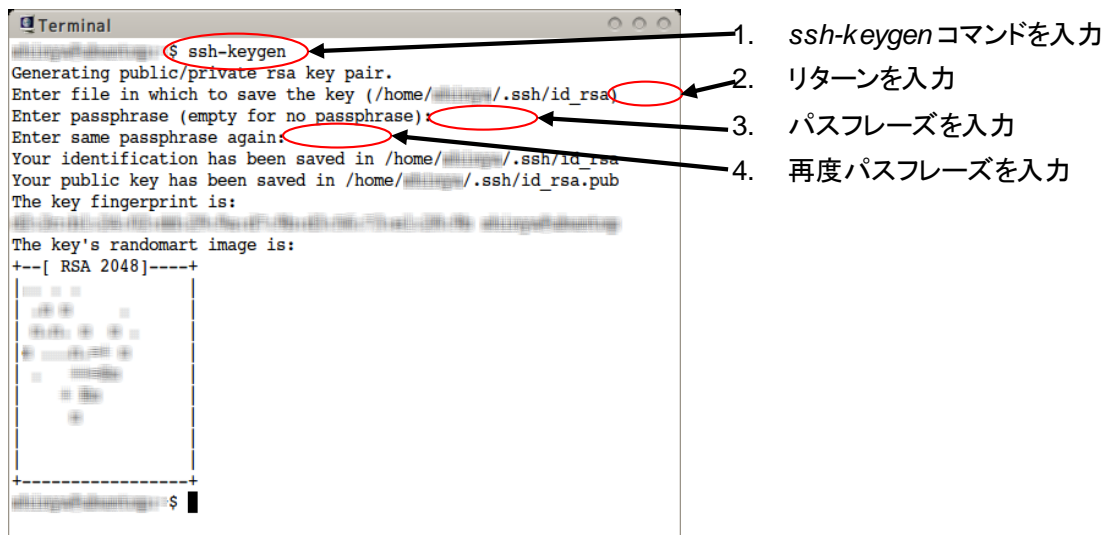 Terminal
$ ssh-keygen
Generating public/private rsa key pair.
Enter file in which to save the key (/home/ /.ssh/id_rsa)
Enter passphrase (empty for no passphrase):
Enter same passphrase again:
Your identification has been saved in /home/ /.ssh/id_rsa
Your public key has been saved in /home/ /.ssh/id_rsa.pub
The key fingerprint is:
The key's randomart image is:
+--[ RSA 2048]----+
+-----------------+
$
1. ssh-keygenコマンドを入力
2. リターンを入力
3. パスフレーズを入力
4. 再度パスフレーズを入力